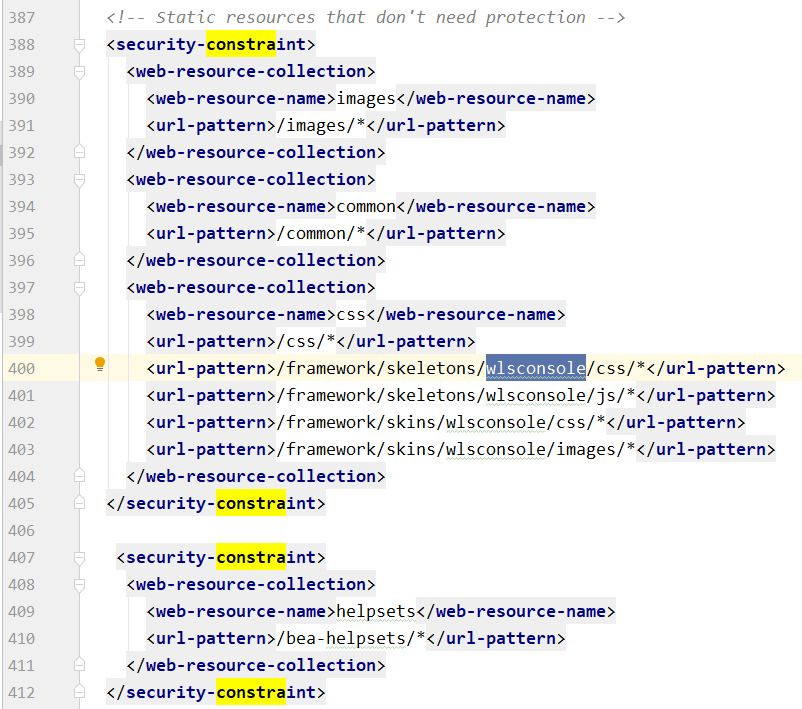 387 <!-- Static resources that don't need protection -->
388 <security-constraint>
389 <web-resource-collection>
390 <web-resource-name>images</web-resource-name>
391 <url-pattern>/images/*</url-pattern>
392 </web-resource-collection>
393 <web-resource-collection>
394 <web-resource-name>common</web-resource-name>
395 <url-pattern>/common/*</url-pattern>
396 </web-resource-collection>
397 <web-resource-collection>
398 <web-resource-name>css</web-resource-name>
399 <url-pattern>/css/*</url-pattern>
400 <url-pattern>/framework/skeletons/wlsconsole/css/*</url-pattern>
401 <url-pattern>/framework/skeletons/wlsconsole/js/*</url-pattern>
402 <url-pattern>/framework/skins/wlsconsole/css/*</url-pattern>
403 <url-pattern>/framework/skins/wlsconsole/images/*</url-pattern>
404 </web-resource-collection>
405 </security-constraint>
406
407 <security-constraint>
408 <web-resource-collection>
409 <web-resource-name>helpsets</web-resource-name>
410 <url-pattern>/bea-helpsets/*</url-pattern>
411 </web-resource-collection>
412 </security-constraint>